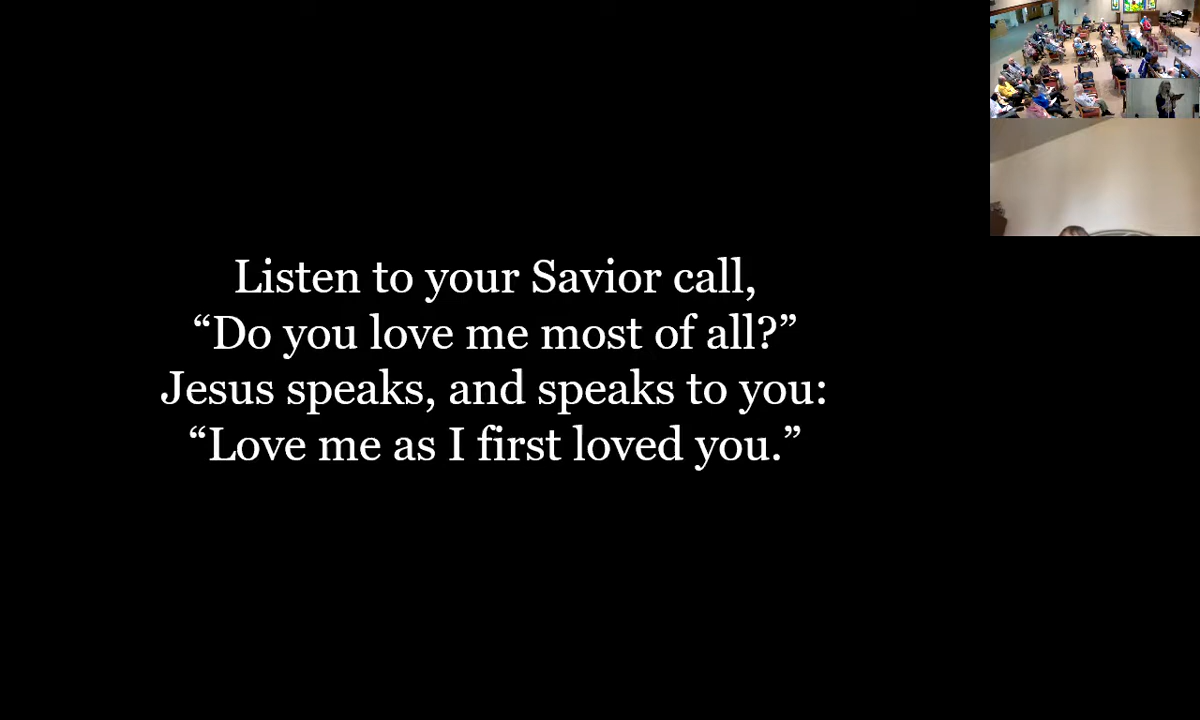 Listen to your Savior call,
“Do you love me most of all?”
Jesus speaks, and speaks to you:
“Love me as I first loved you.”